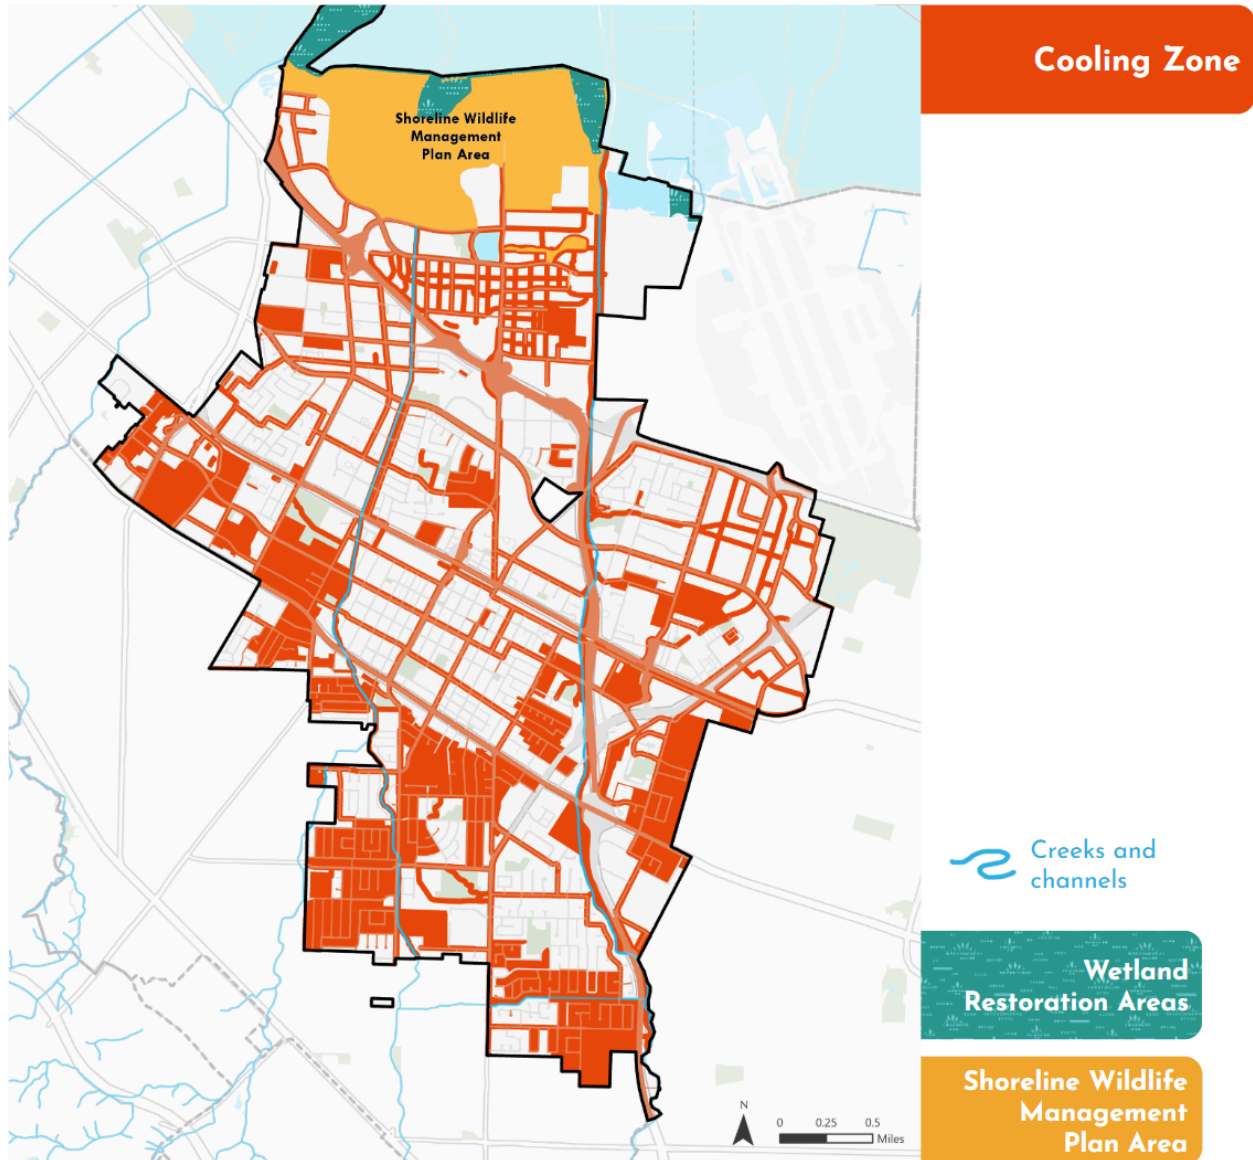 Cooling Zone
Shoreline Wildlife
Management
Plan Area
Creeks and
channels
Wetland
Restoration Areas
Shoreline Wildlife
Management
Plan Area
N
0 0.25 0.5
Miles